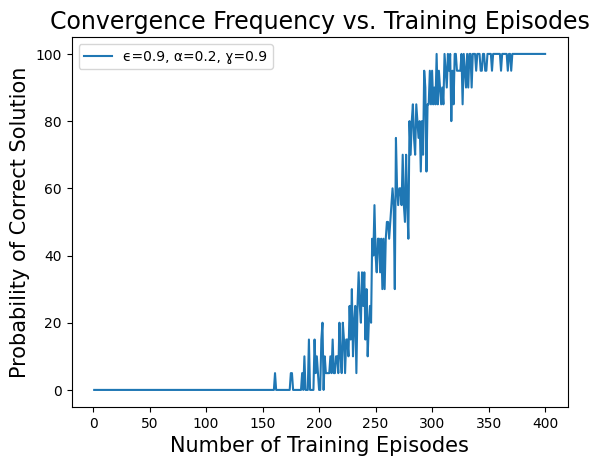 Convergence Frequency vs. Training Episodes
ϵ=0.9, α=0.2, ɣ=0.9
Probability of Correct Solution
100
80
60
40
20
0
0 50 100 150 200 250 300 350 400
Number of Training Episodes